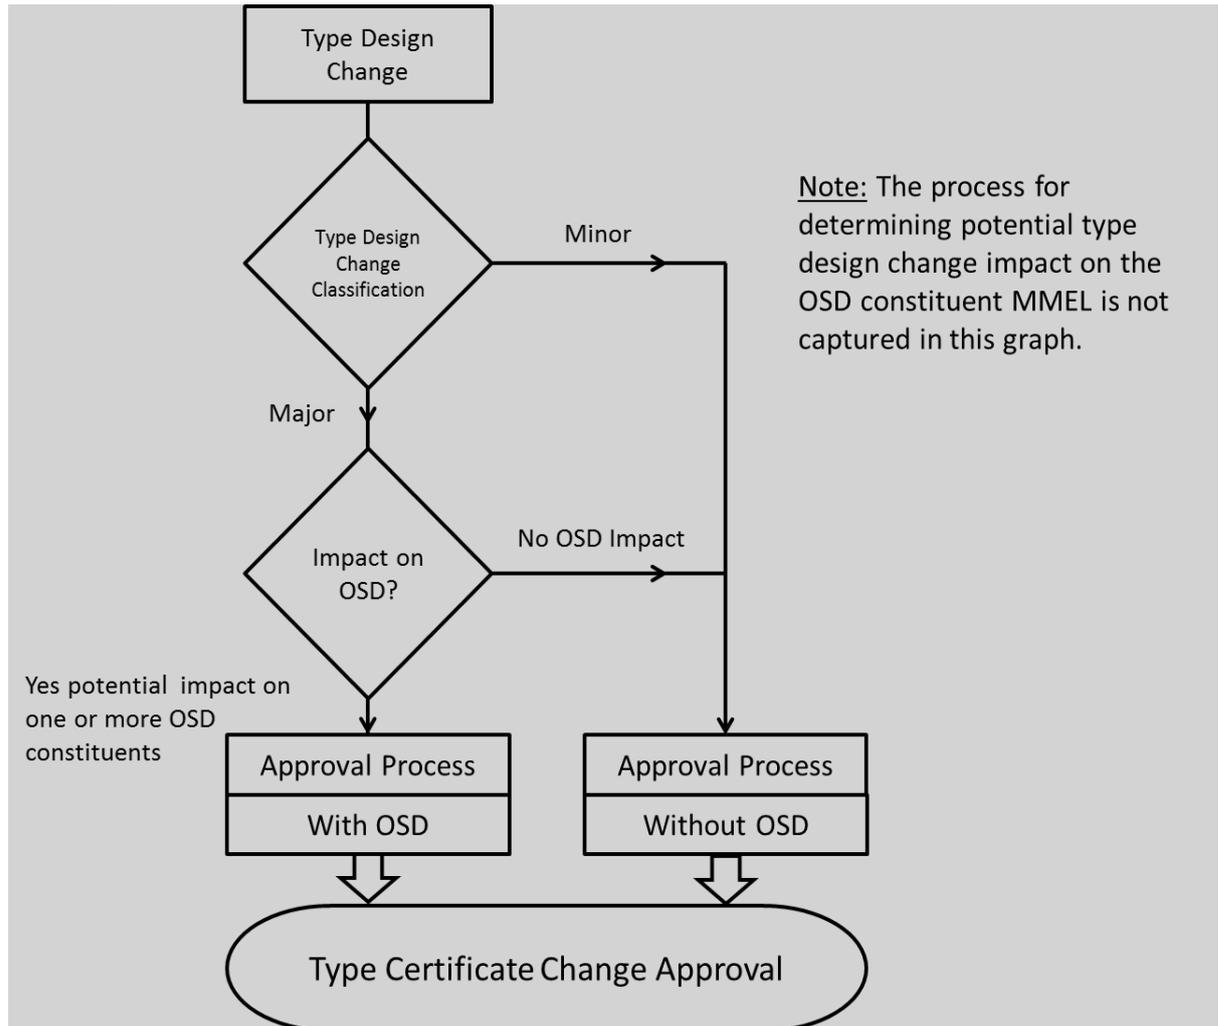 Type Design
Change
Type Design
Change
Classification
Minor
Note: The process for
determining potential type
design change impact on the
OSD constituent MMEL is not
captured in this graph.
Major
Impact on
OSD?
No OSD Impact
Yes potential impact on
one or more OSD
constituents
Approval Process
With OSD
Approval Process
Without OSD
Type Certificate Change Approval